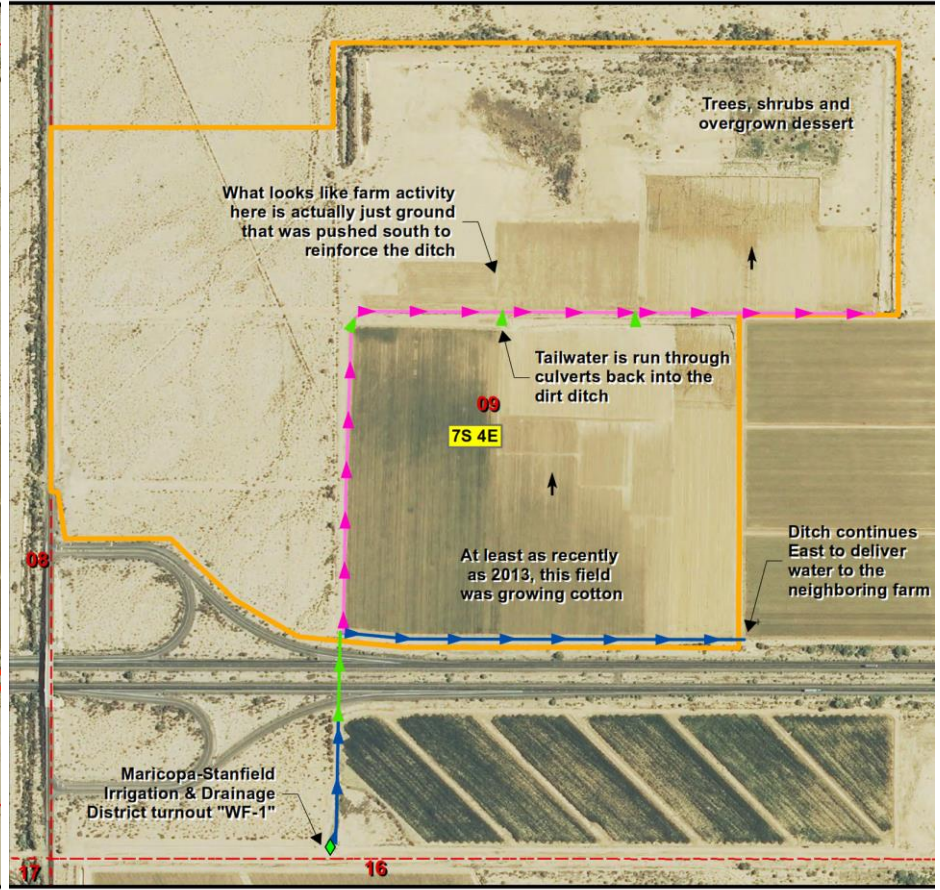 Trees, shrubs and
overgrown dessert
What looks like farm activity
here is actually just ground
that was pushed south to
reinforce the ditch
Tailwater is run through
culverts back into the
dirt ditch
09
7S 4E
At least as recently
as 2013, this field
was growing cotton
Ditch continues
East to deliver
water to the
neighboring farm
08
Maricopa-Stanfield
Irrigation & Drainage
District turnout "WF-1"
17
16